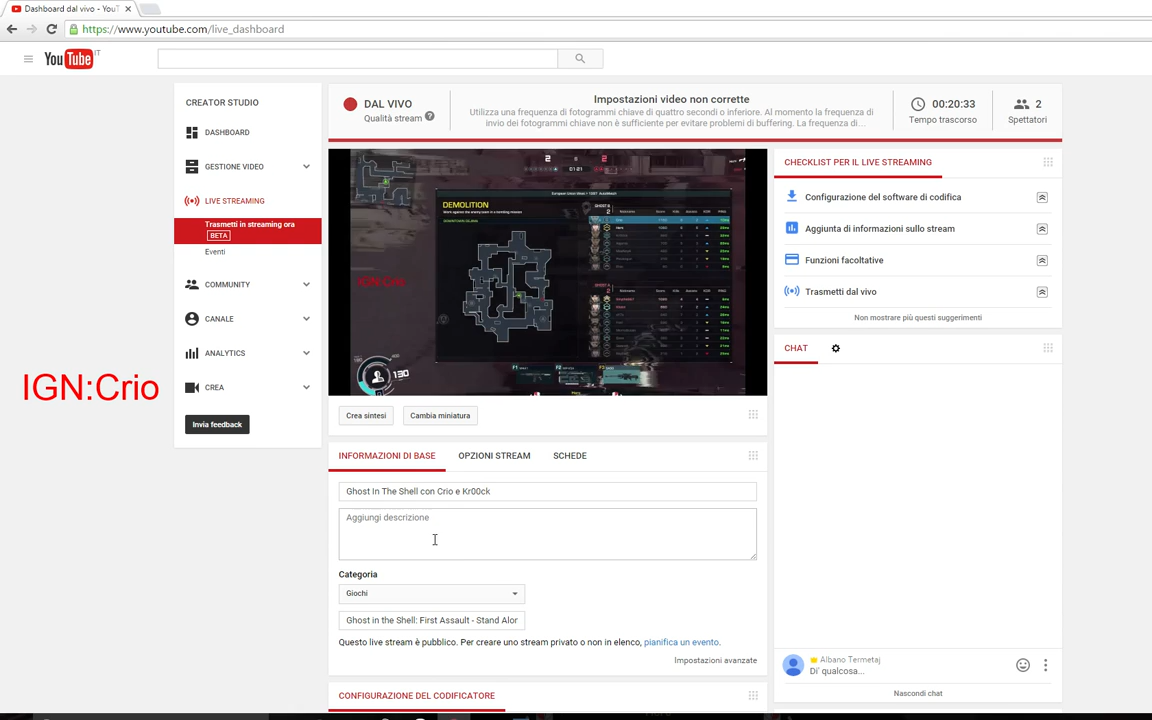 Dashboard dal vivo - YouT
https://www.youtube.com/live_dashboard
YouTube IT
CREATOR STUDIO
DASHBOARD
GESTIONE VIDEO
LIVE STREAMING
Trasmetti in streaming ora
BETA
Eventi
COMMUNITY
CANALE
ANALYTICS
CREA
Invia feedback
IGN:Crio
DAL VIVO
Qualità stream
Impostazioni video non corrette
Utilizza una frequenza di fotogrammi chiave di quattro secondi o inferiore. Al momento la frequenza di
invio dei fotogrammi chiave non è sufficiente per evitare problemi di buffering. La frequenza di...
00:20:33
Tempo trascorso
2
Spettatori
2
2
01:21
DEMOLITION
IGN:Crio
130
F1
F2
Crea sintesi
Cambia miniatura
INFORMAZIONI DI BASE
OPZIONI STREAM
SCHEDE
Ghost In The Shell con Crio e Kr00ck
Aggiungi descrizione
Categoria
Giochi
Ghost in the Shell: First Assault - Stand Alor
Questo live stream è pubblico. Per creare uno stream privato o non in elenco, pianifica un evento.
Impostazioni avanzate
CONFIGURAZIONE DEL CODIFICATORE
CHECKLIST PER IL LIVE STREAMING
Configurazione del software di codifica
Aggiunta di informazioni sullo stream
Funzioni facoltative
Trasmetti dal vivo
Non mostrare più questi suggerimenti
CHAT
Albano Termetaj
Di' qualcosa...
Nascondi chat